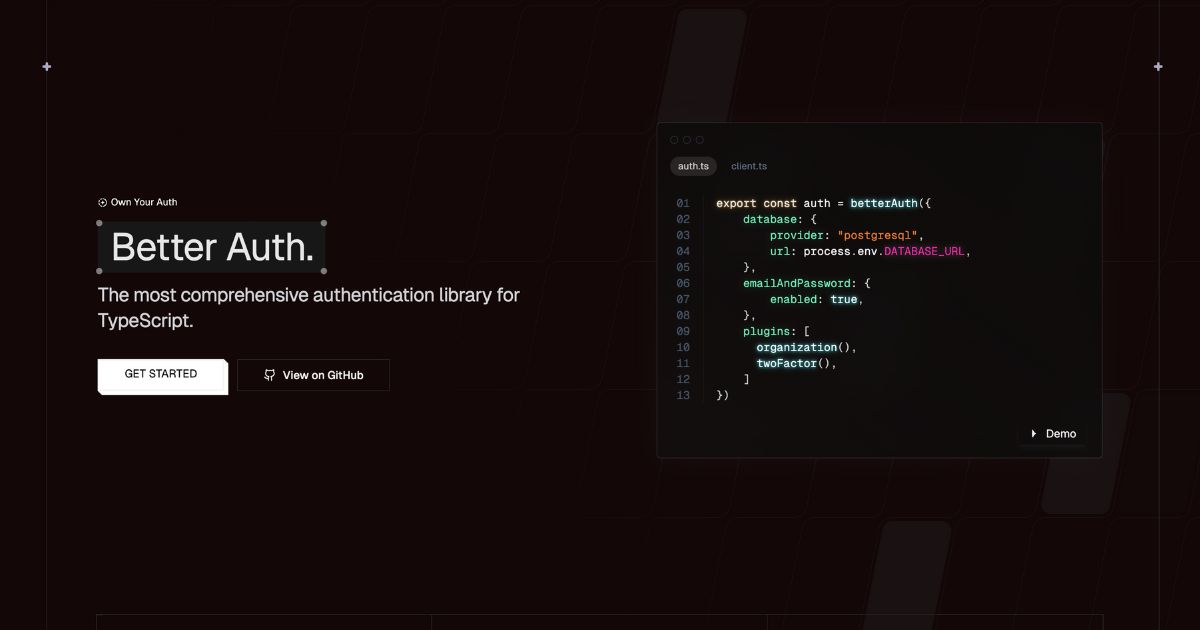 Own Your Auth
Better Auth.
The most comprehensive authentication library for
TypeScript.
GET STARTED
View on GitHub
auth.ts
client.ts
01 export const auth = betterAuth({
02 database: {
03 provider: "postgresql",
04 url: process.env.DATABASE_URL,
05 },
06 emailAndPassword: {
07 enabled: true,
08 },
09 plugins: [
10 organization(),
11 twoFactor(),
12 ]
13 })
Demo